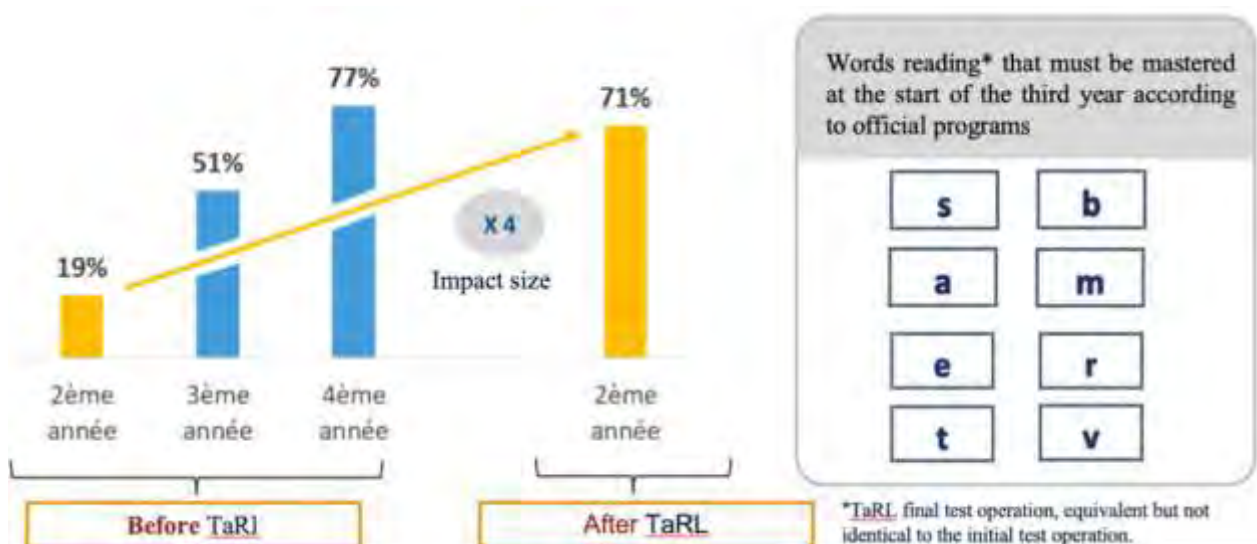 19%
2ème
année
51%
3ème
année
77%
4ème
année
X 4
Impact size
71%
2ème
année
Before TaRl
After TaRL
Words reading* that must be mastered
at the start of the third year according
to official programs
s b
a m
e r
t v
*TaRL final test operation, equivalent but not
identical to the initial test operation.